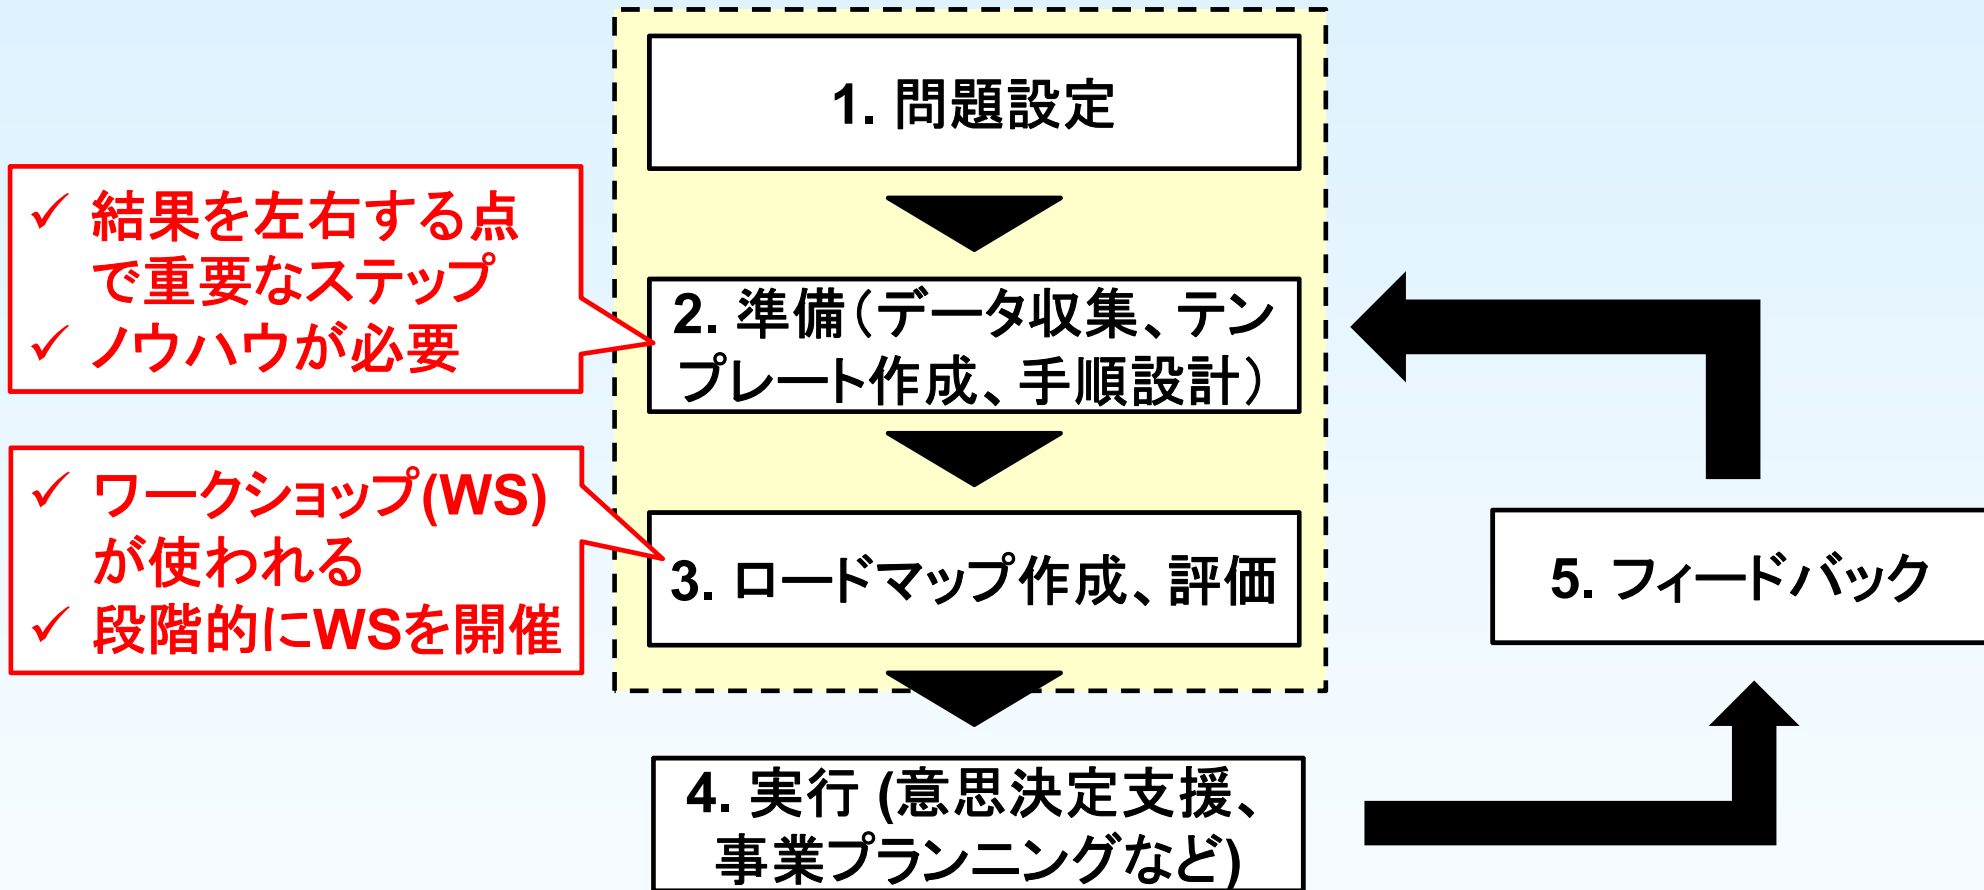 1. 問題設定
✓ 結果を左右する点
で重要なステップ
✓ ノウハウが必要
2. 準備（データ収集、テン
プレート作成、手順設計）
✓ ワークショップ(WS)
が使われる
✓ 段階的にWSを開催
3. ロードマップ作成、評価
5. フィードバック
4. 実行 (意思決定支援、
事業プランニングなど)